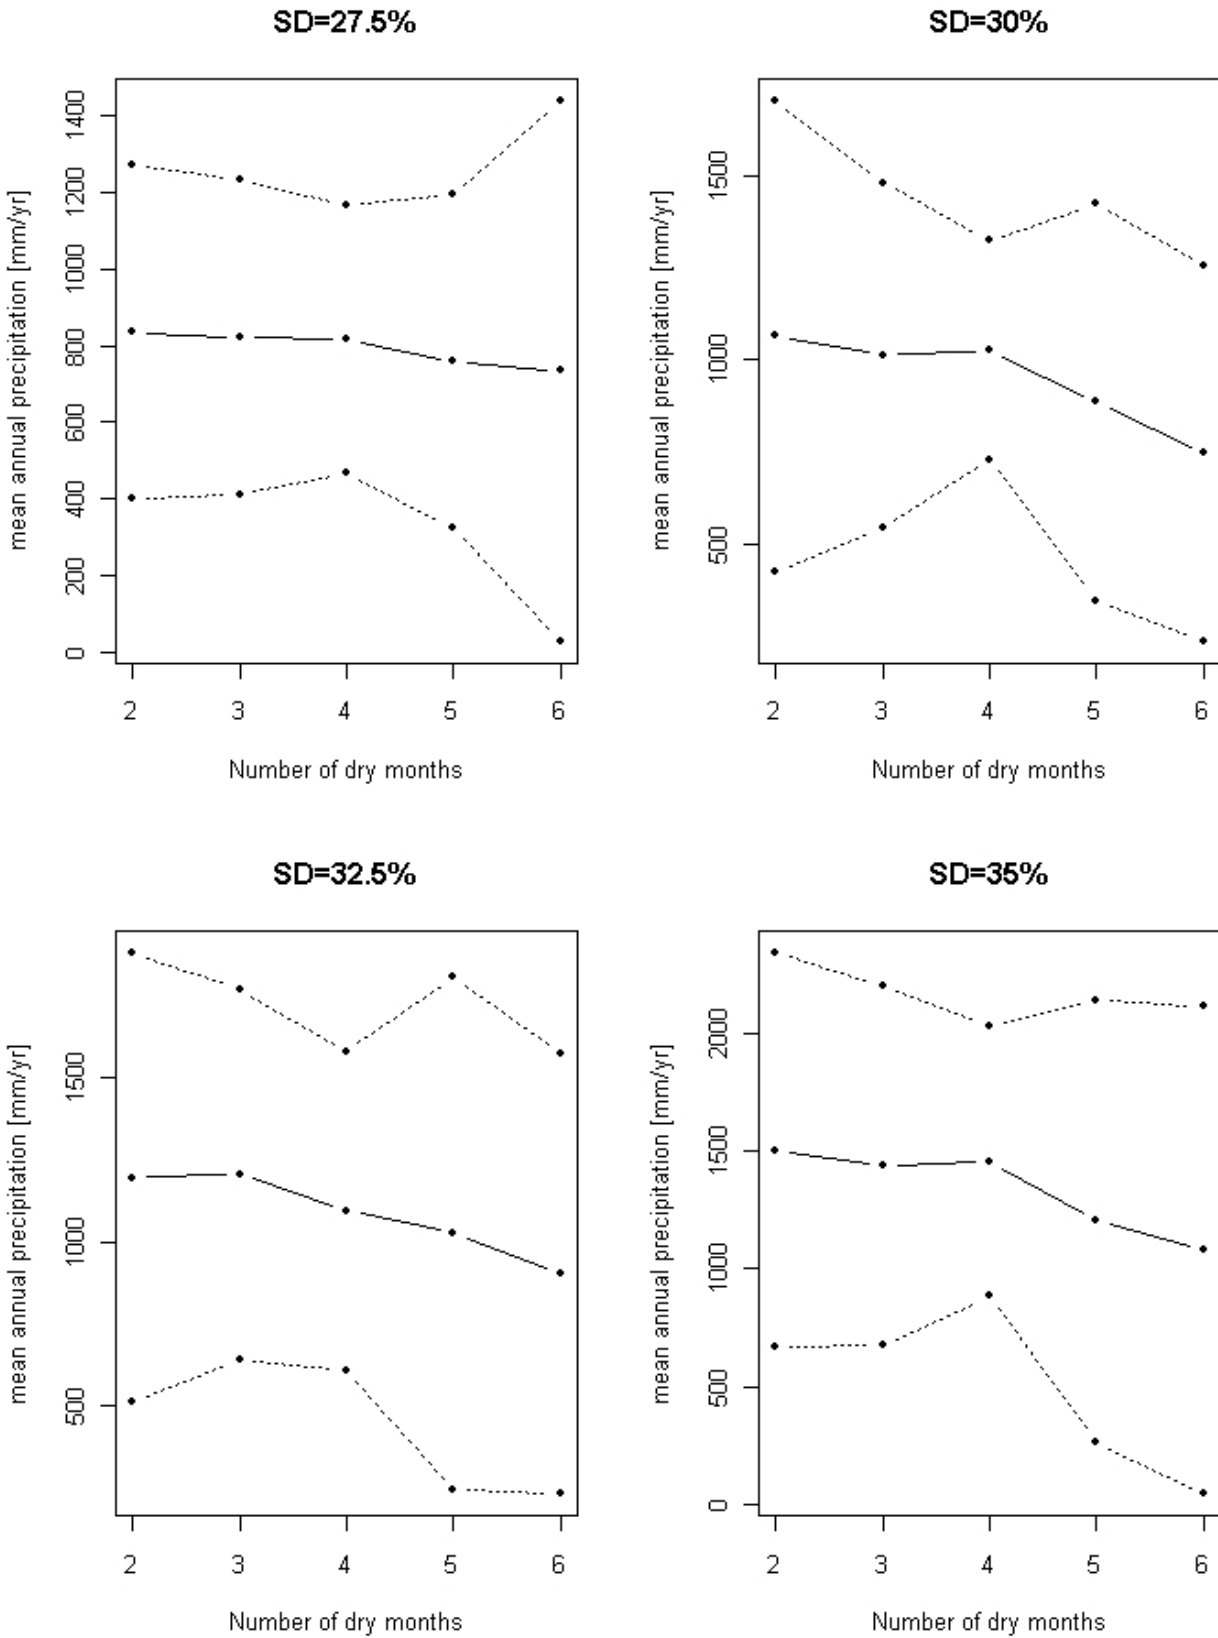 SD=27.5%
mean annual precipitation [mm/yr]
1400
1200
1000
800
600
400
200
0
2 3 4 5 6
Number of dry months
SD=30%
mean annual precipitation [mm/yr]
1500
1000
500
2 3 4 5 6
Number of dry months
SD=32.5%
mean annual precipitation [mm/yr]
1500
1000
500
2 3 4 5 6
Number of dry months
SD=35%
mean annual precipitation [mm/yr]
2000
1500
1000
500
0
2 3 4 5 6
Number of dry months